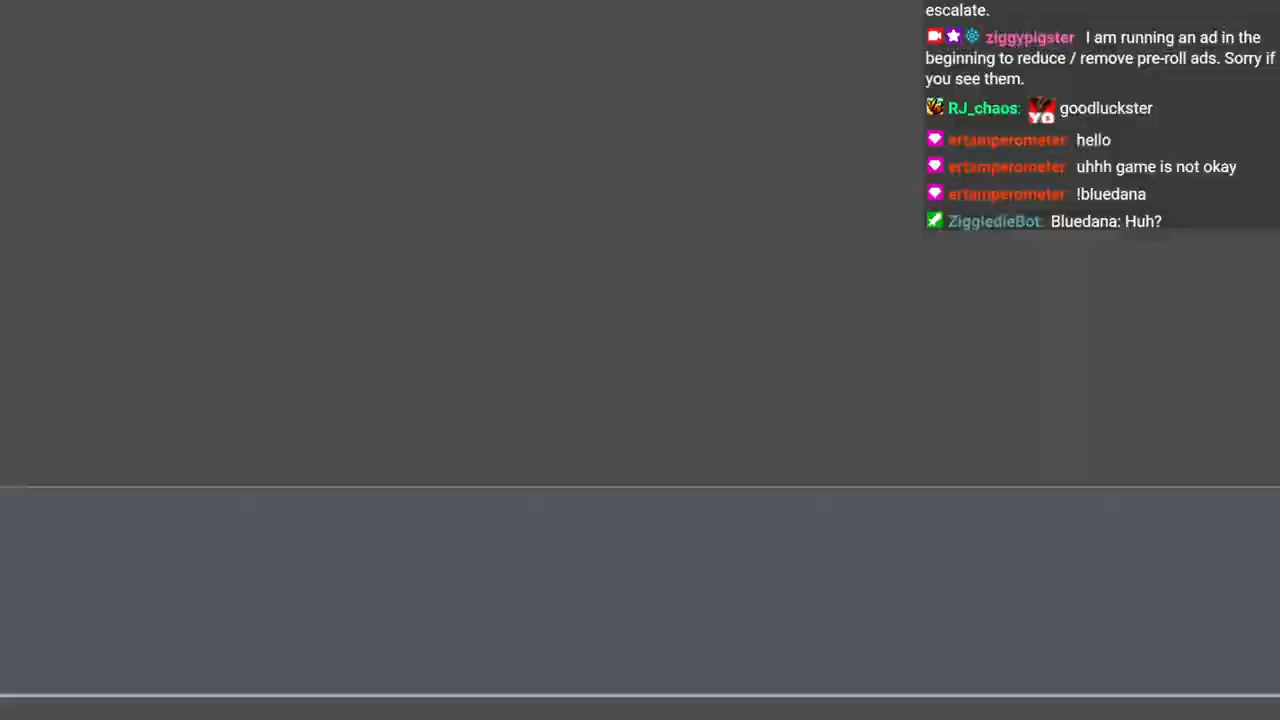 escalate.
ziggypigster I am running an ad in the
beginning to reduce / remove pre-roll ads. Sorry if
you see them.
RJ_chaos: YO goodluckster
ertamperometer hello
ertamperometer uhhh game is not okay
ertamperometer !bluedana
ZiggledieBot: Bluedana: Huh?